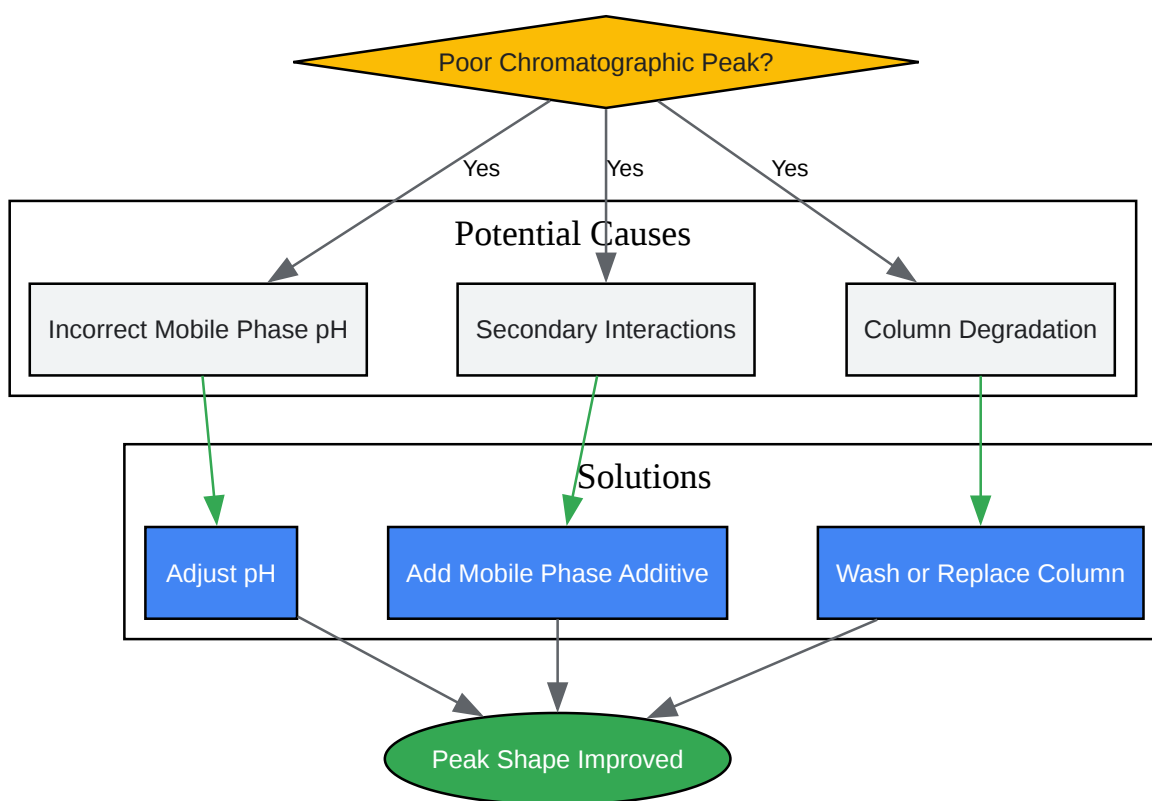 Poor Chromatographic Peak?
Yes
Yes
Yes
Potential Causes
Incorrect Mobile Phase pH
Secondary Interactions
Column Degradation
Solutions
Adjust pH
Add Mobile Phase Additive
Wash or Replace Column
Peak Shape Improved